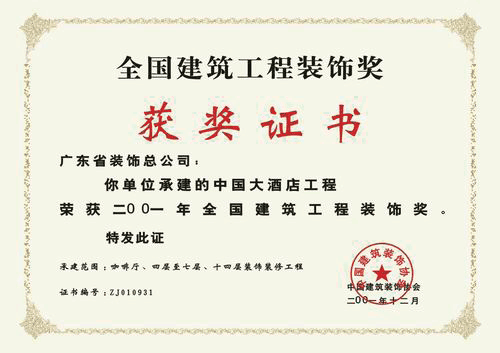 全国建筑工程装饰奖
获奖证书
广东省装饰总公司：
你单位承建的中国大酒店工程
荣获二00一年全国建筑工程装饰奖。
特发此证
承建范围：咖啡厅、四层至七层、十四层装饰装修工程
证书编号：ZJ010931
中国建筑装饰协会
中国建筑装饰协会
二00一年十二月